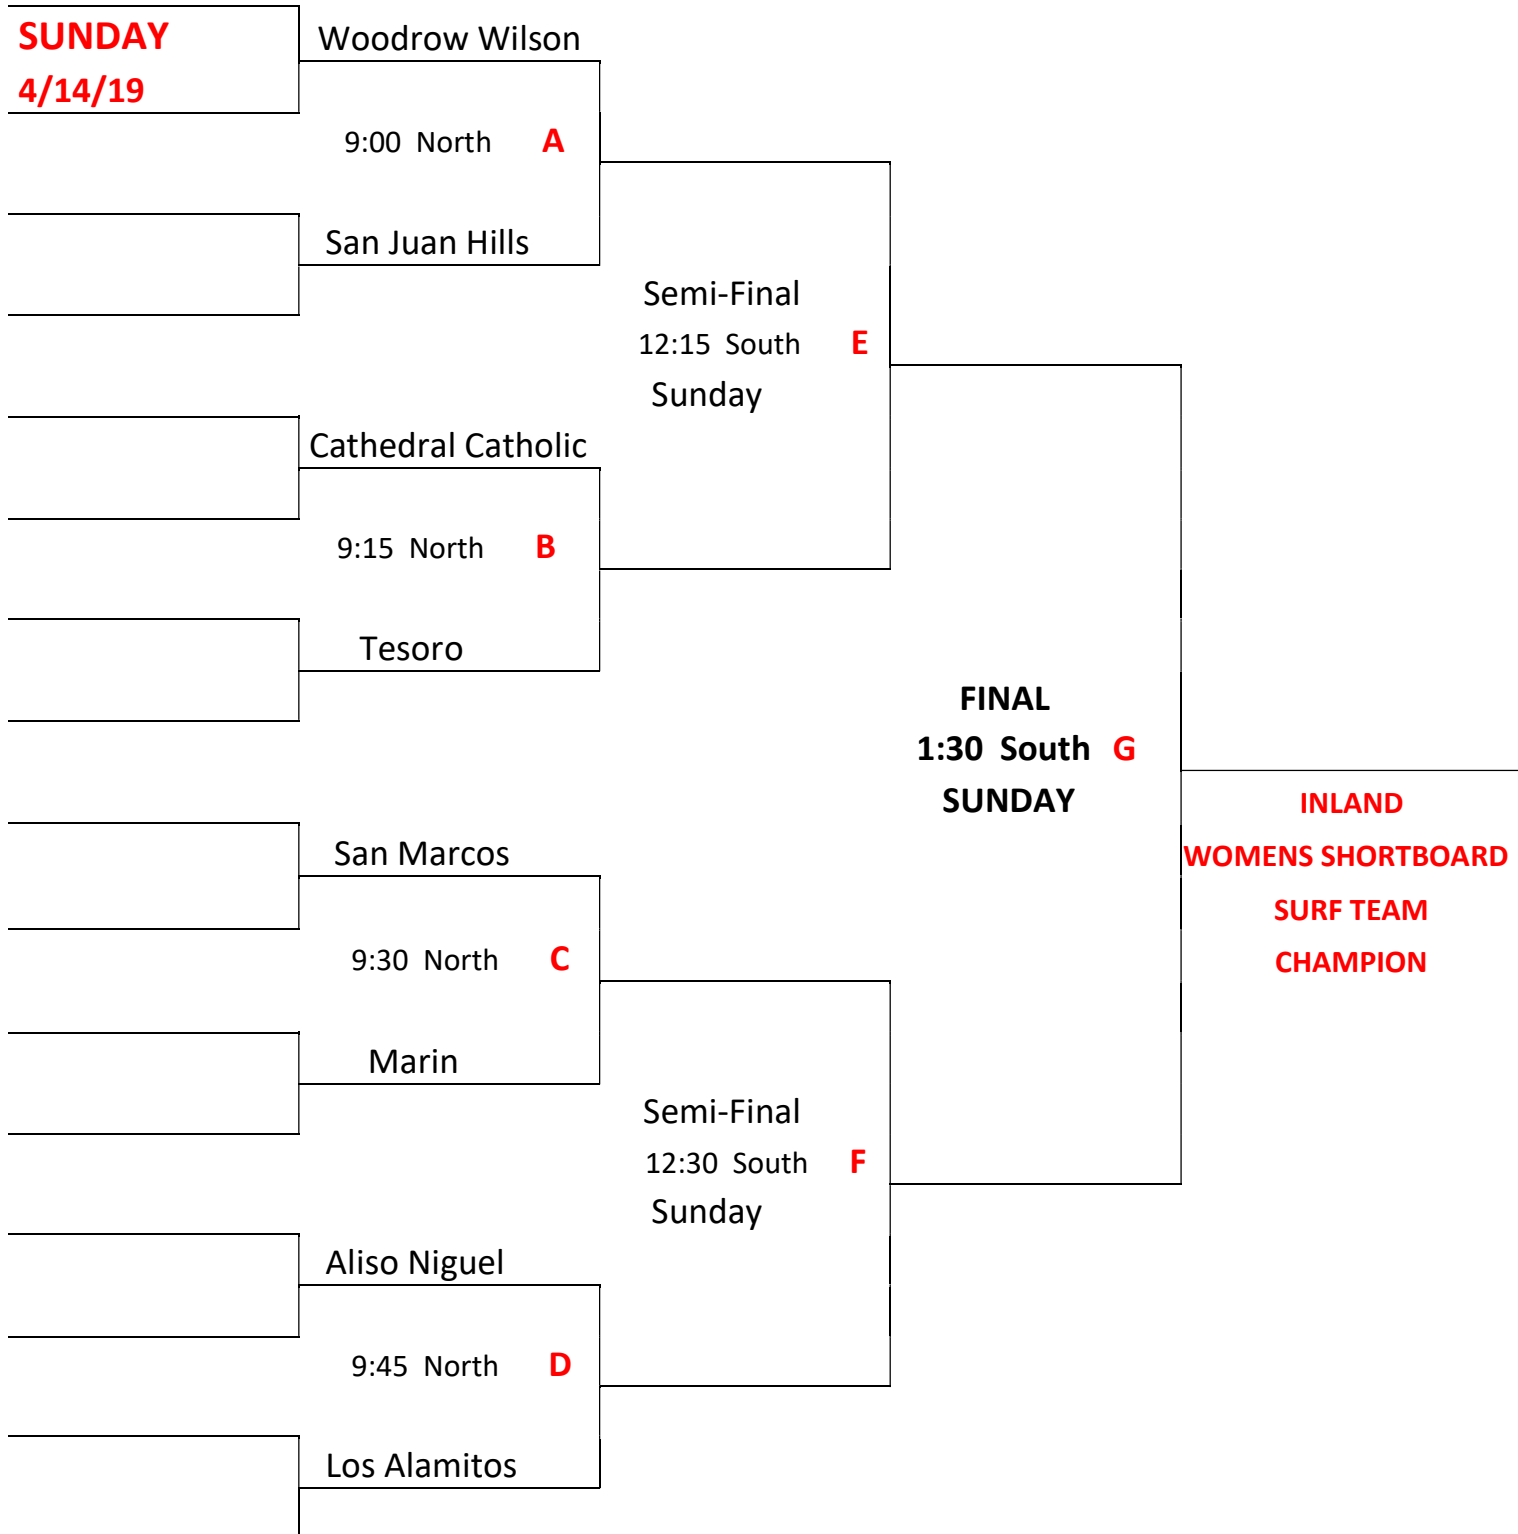 SUNDAY
4/14/19
Woodrow Wilson
9:00 North A
San Juan Hills
Semi-Final
12:15 South E
Sunday
Cathedral Catholic
9:15 North B
Tesoro
FINAL
1:30 South G
SUNDAY
INLAND
WOMENS SHORTBOARD
SURF TEAM
CHAMPION
San Marcos
9:30 North C
Marin
Semi-Final
12:30 South F
Sunday
Aliso Niguel
9:45 North D
Los Alamitos